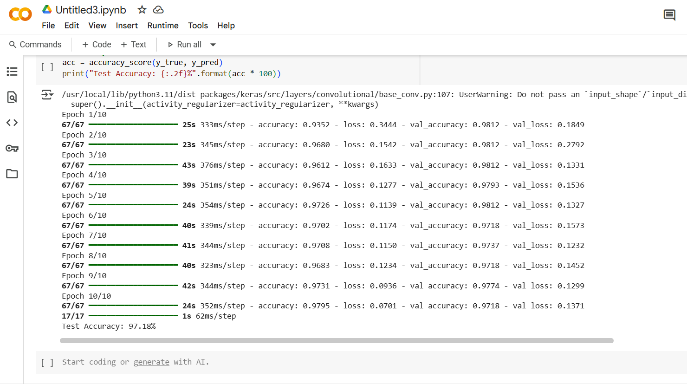 Untitled3.ipynb
File Edit View Insert Runtime Tools Help
Commands + Code + Text Run all
[ ] acc = accuracy_score(y_true, y_pred)
print("Test Accuracy: {:.2f}%".format(acc * 100))
/usr/local/lib/python3.11/dist-packages/keras/src/layers/convolutional/base_conv.py:107: UserWarning: Do not pass an `input_shape`/`input_di
super().__init__(activity_regularizer=activity_regularizer, **kwargs)
Epoch 1/10
67/67 25s 333ms/step - accuracy: 0.9352 - loss: 0.3444 - val_accuracy: 0.9812 - val_loss: 0.1849
Epoch 2/10
67/67 23s 345ms/step - accuracy: 0.9680 - loss: 0.1542 - val_accuracy: 0.9812 - val_loss: 0.2792
Epoch 3/10
67/67 43s 376ms/step - accuracy: 0.9612 - loss: 0.1633 - val_accuracy: 0.9812 - val_loss: 0.1331
Epoch 4/10
67/67 39s 351ms/step - accuracy: 0.9674 - loss: 0.1277 - val_accuracy: 0.9793 - val_loss: 0.1536
Epoch 5/10
67/67 24s 354ms/step - accuracy: 0.9726 - loss: 0.1139 - val_accuracy: 0.9812 - val_loss: 0.1327
Epoch 6/10
67/67 40s 339ms/step - accuracy: 0.9702 - loss: 0.1174 - val_accuracy: 0.9718 - val_loss: 0.1573
Epoch 7/10
67/67 41s 344ms/step - accuracy: 0.9708 - loss: 0.1150 - val_accuracy: 0.9737 - val_loss: 0.1232
Epoch 8/10
67/67 40s 323ms/step - accuracy: 0.9683 - loss: 0.1234 - val_accuracy: 0.9718 - val_loss: 0.1452
Epoch 9/10
67/67 42s 344ms/step - accuracy: 0.9731 - loss: 0.0936 - val_accuracy: 0.9774 - val_loss: 0.1299
Epoch 10/10
67/67 24s 352ms/step - accuracy: 0.9795 - loss: 0.0701 - val_accuracy: 0.9718 - val_loss: 0.1371
17/17 1s 62ms/step
Test Accuracy: 97.18%
[ ] Start coding or generate with AI.